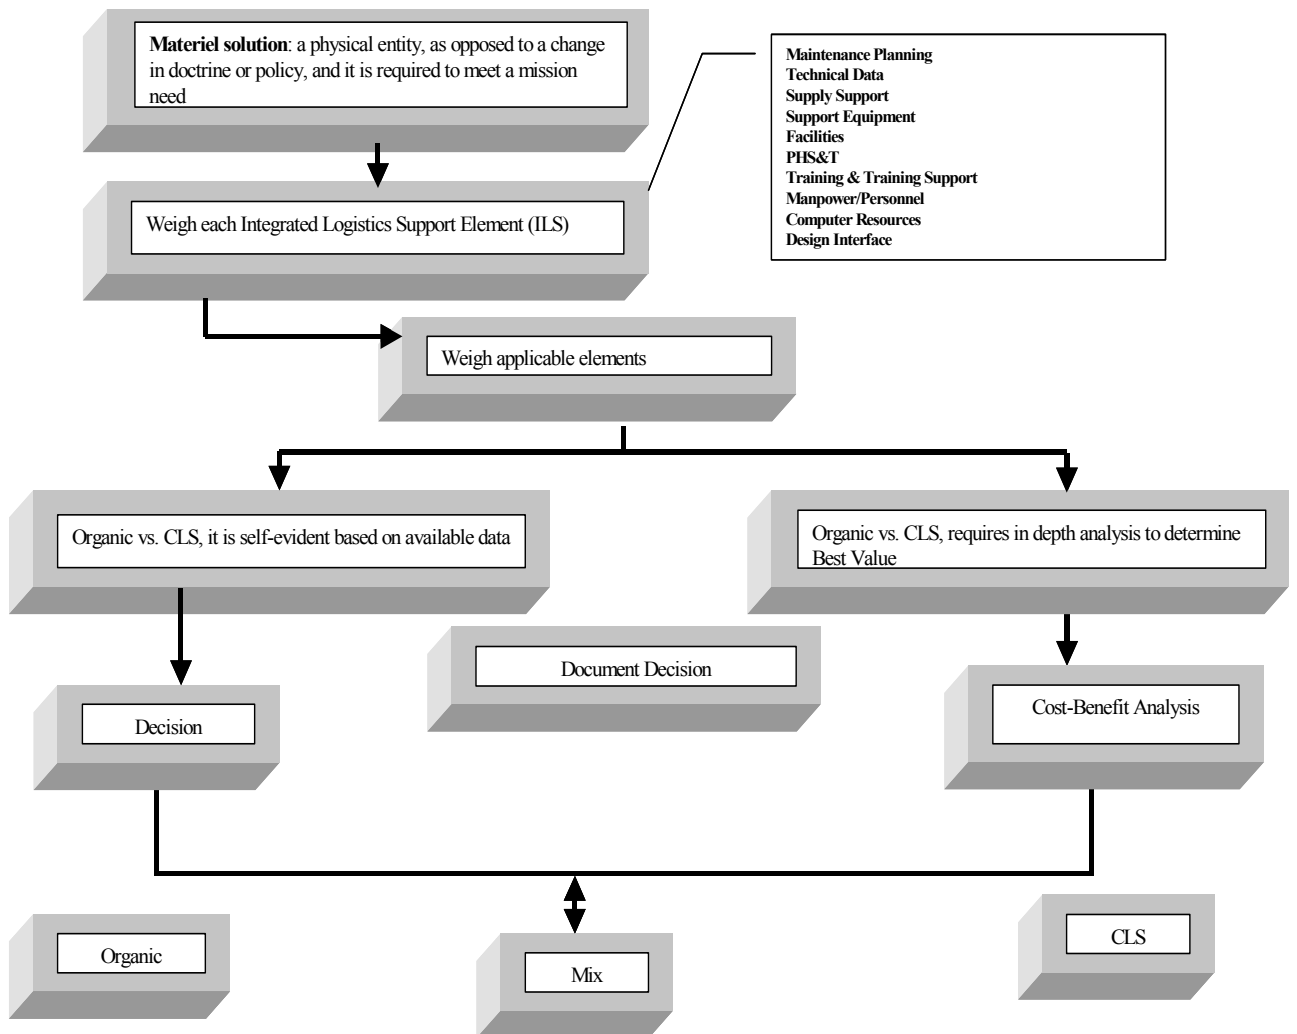 Materiel solution: a physical entity, as opposed to a change
in doctrine or policy, and it is required to meet a mission
need
Maintenance Planning
Technical Data
Supply Support
Support Equipment
Facilities
PHS&T
Training & Training Support
Manpower/Personnel
Computer Resources
Design Interface
Weigh each Integrated Logistics Support Element (ILS)
Weigh applicable elements
Organic vs. CLS, it is self-evident based on available data
Organic vs. CLS, requires in depth analysis to determine
Best Value
Document Decision
Decision
Cost-Benefit Analysis
Organic
Mix
CLS